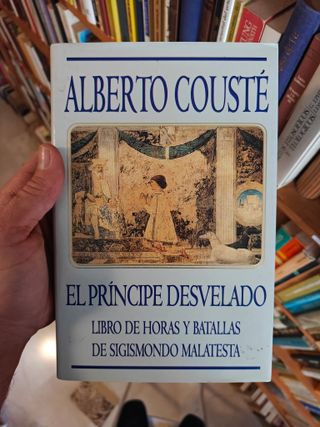 ALBERTO COUSTÉ
EL PRÍNCIPE DESVELADO
LIBRO DE HORAS Y BATALLAS
DE SIGISMONDO MALATESTA